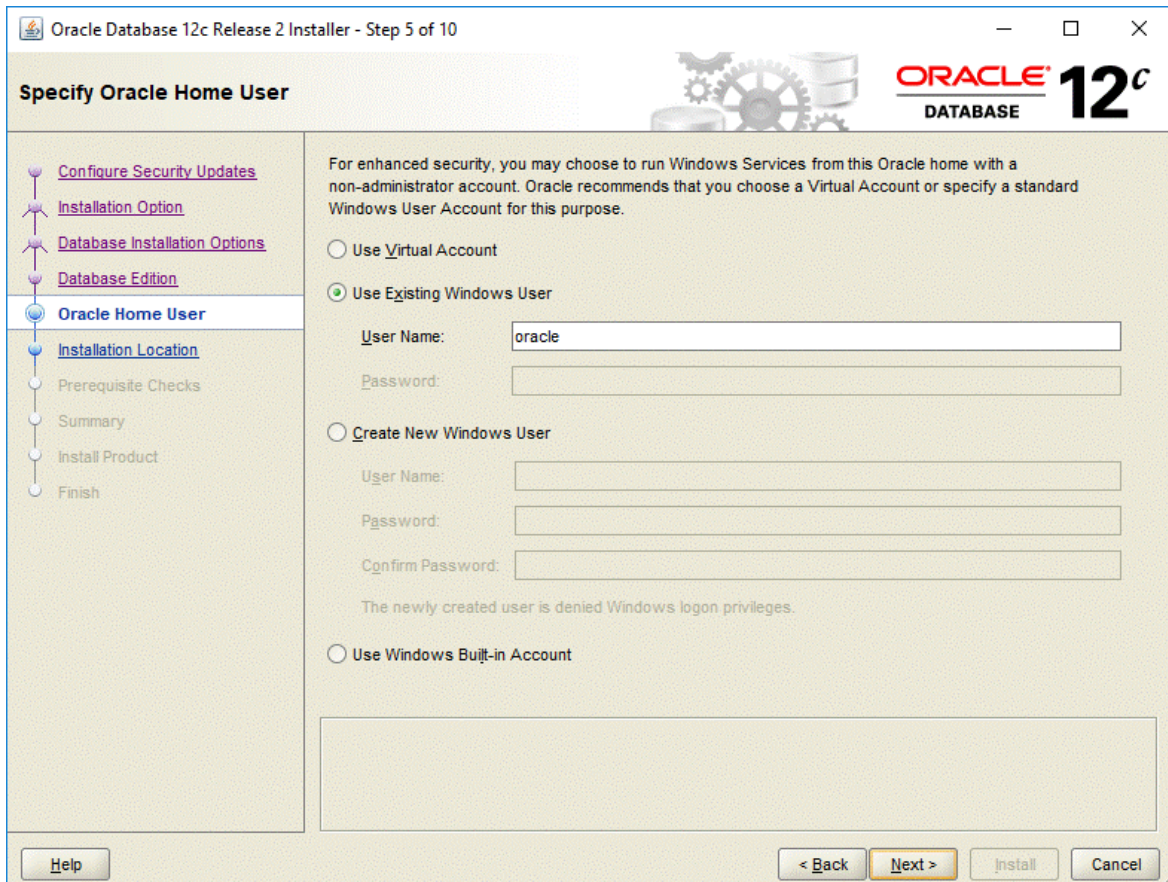 Oracle Database 12c Release 2 Installer - Step 5 of 10
Specify Oracle Home User
ORACLE®
DATABASE
12c
Configure Security Updates
Installation Option
Database Installation Options
Database Edition
Oracle Home User
Installation Location
Prerequisite Checks
Summary
Install Product
Finish
For enhanced security, you may choose to run Windows Services from this Oracle home with a
non-administrator account. Oracle recommends that you choose a Virtual Account or specify a standard
Windows User Account for this purpose.
Use Virtual Account
Use Existing Windows User
User Name: oracle
Password:
Create New Windows User
User Name:
Password:
Confirm Password:
The newly created user is denied Windows logon privileges.
Use Windows Built-in Account
Help
< Back
Next >
Install
Cancel